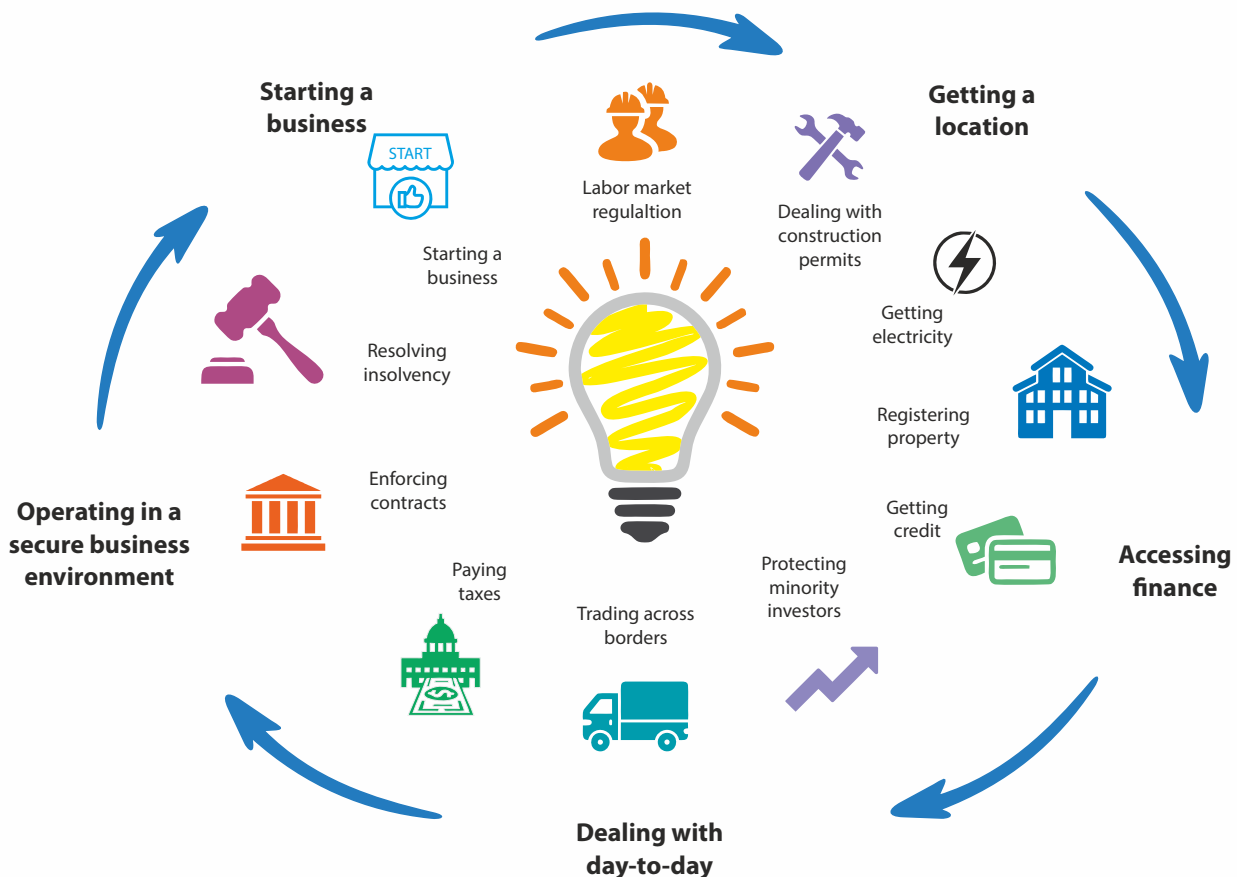 Starting a
business
START
Starting a
business
Labor market
regulaltion
Getting a
location
Dealing with
construction
permits
Getting
electricity
Registering
property
Getting
credit
Accessing
finance
Protecting
minority
investors
Trading across
borders
Dealing with
day-to-day
Paying
taxes
Operating in a
secure business
environment
Enforcing
contracts
Resolving
insolvency